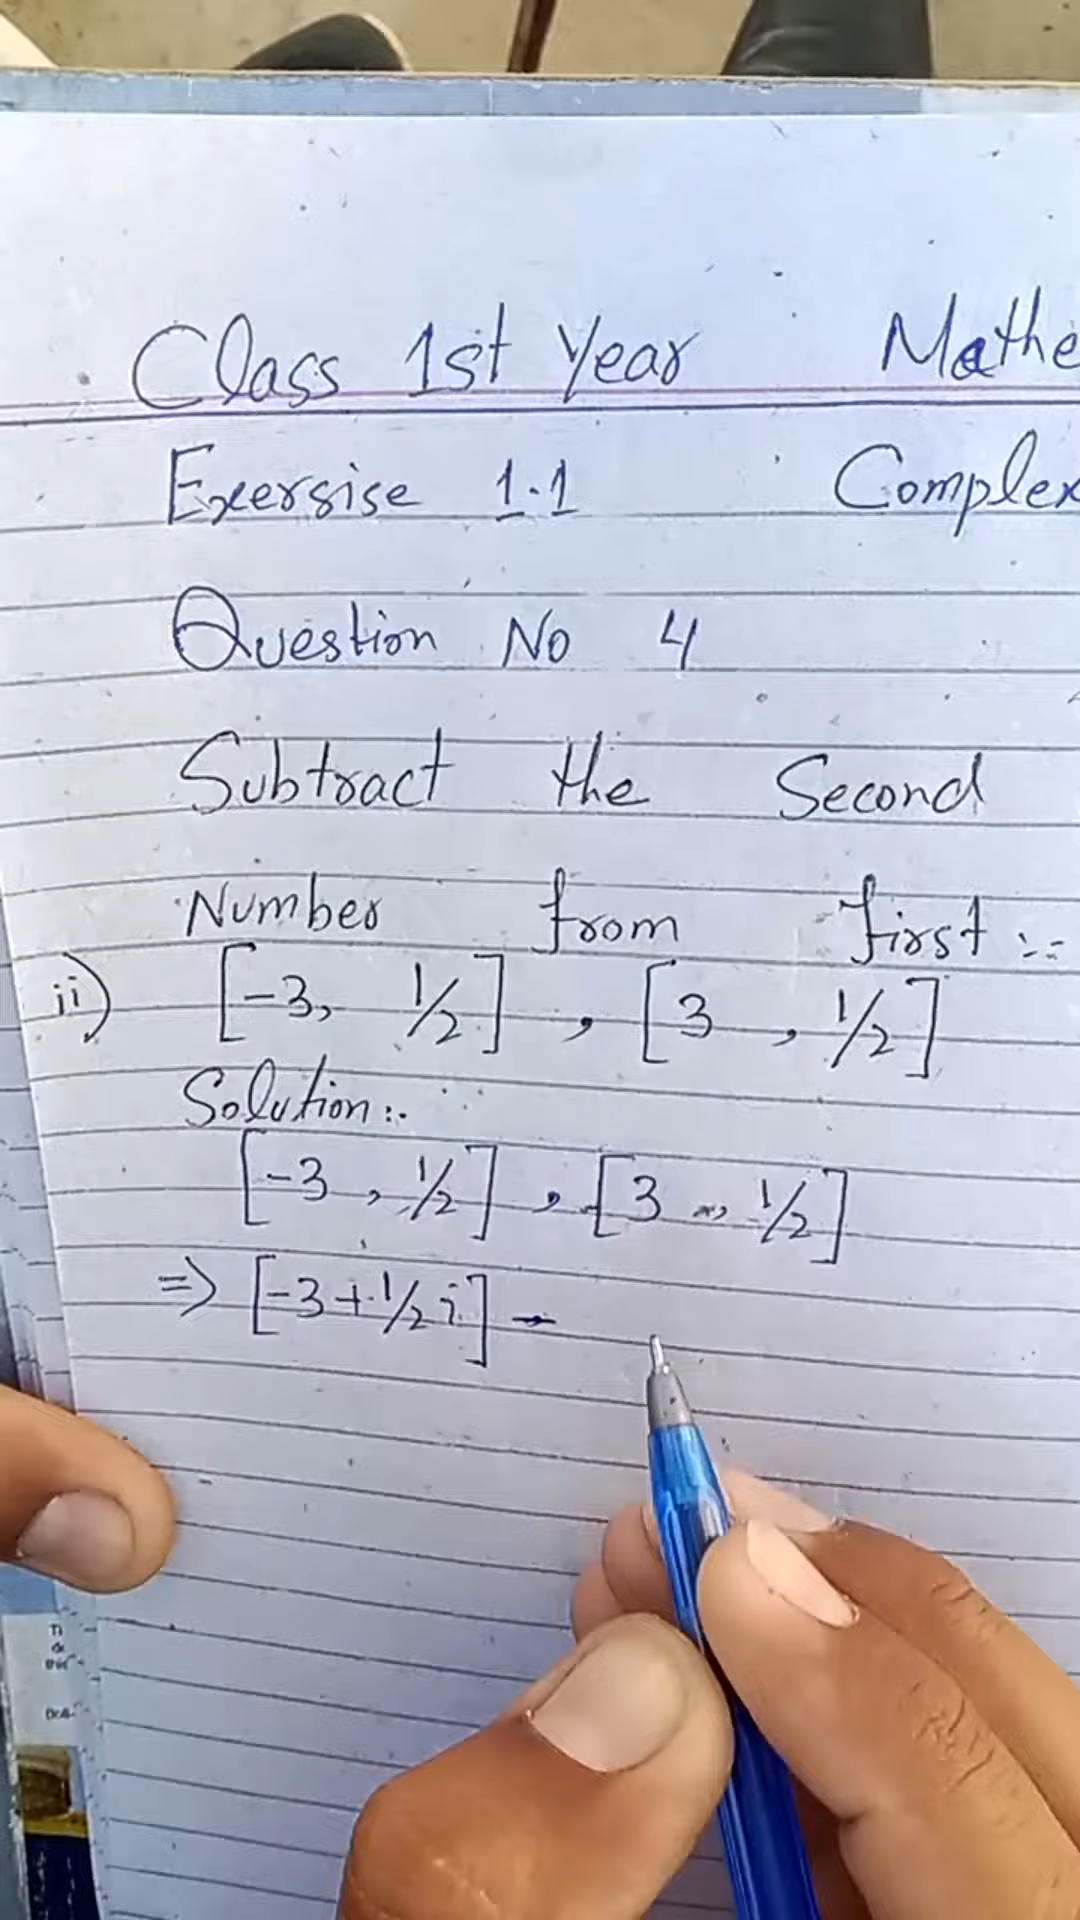 Class 1st Year Mathe
Exersise 1.1 Complex
Question No 4
Subtract the Second
Number from first :-
ii) [-3, 1/2] , [3 , 1/2]
Solution :-
[-3 , 1/2] , [3 , 1/2]
=> [-3 + 1/2 i] -